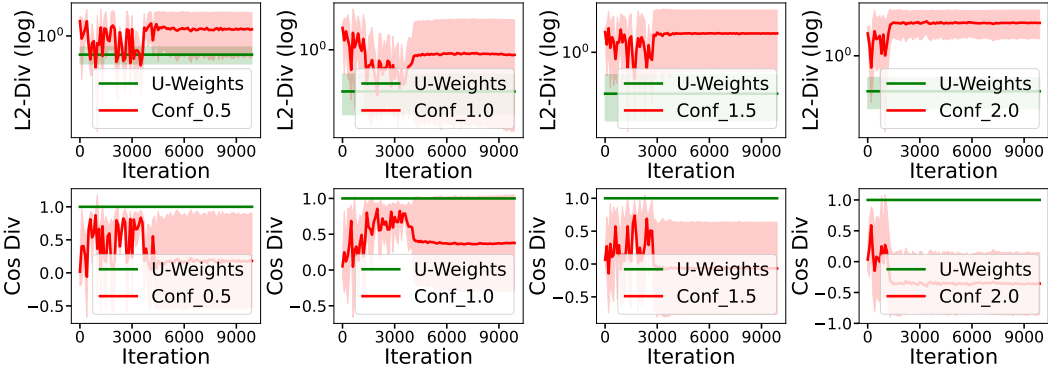 L2-Div (log)
10⁰
U-Weights
Conf_0.5
0 3000 6000 9000
Iteration
L2-Div (log)
10⁰
U-Weights
Conf_1.0
0 3000 6000 9000
Iteration
L2-Div (log)
10⁰
U-Weights
Conf_1.5
0 3000 6000 9000
Iteration
L2-Div (log)
10⁰
U-Weights
Conf_2.0
0 3000 6000 9000
Iteration
Cos Div
1.0
0.5
0.0
−0.5
U-Weights
Conf_0.5
0 3000 6000 9000
Iteration
Cos Div
1.0
0.5
0.0
U-Weights
Conf_1.0
0 3000 6000 9000
Iteration
Cos Div
1.0
0.5
0.0
−0.5
U-Weights
Conf_1.5
0 3000 6000 9000
Iteration
Cos Div
1.0
0.5
0.0
−0.5
−1.0
U-Weights
Conf_2.0
0 3000 6000 9000
Iteration